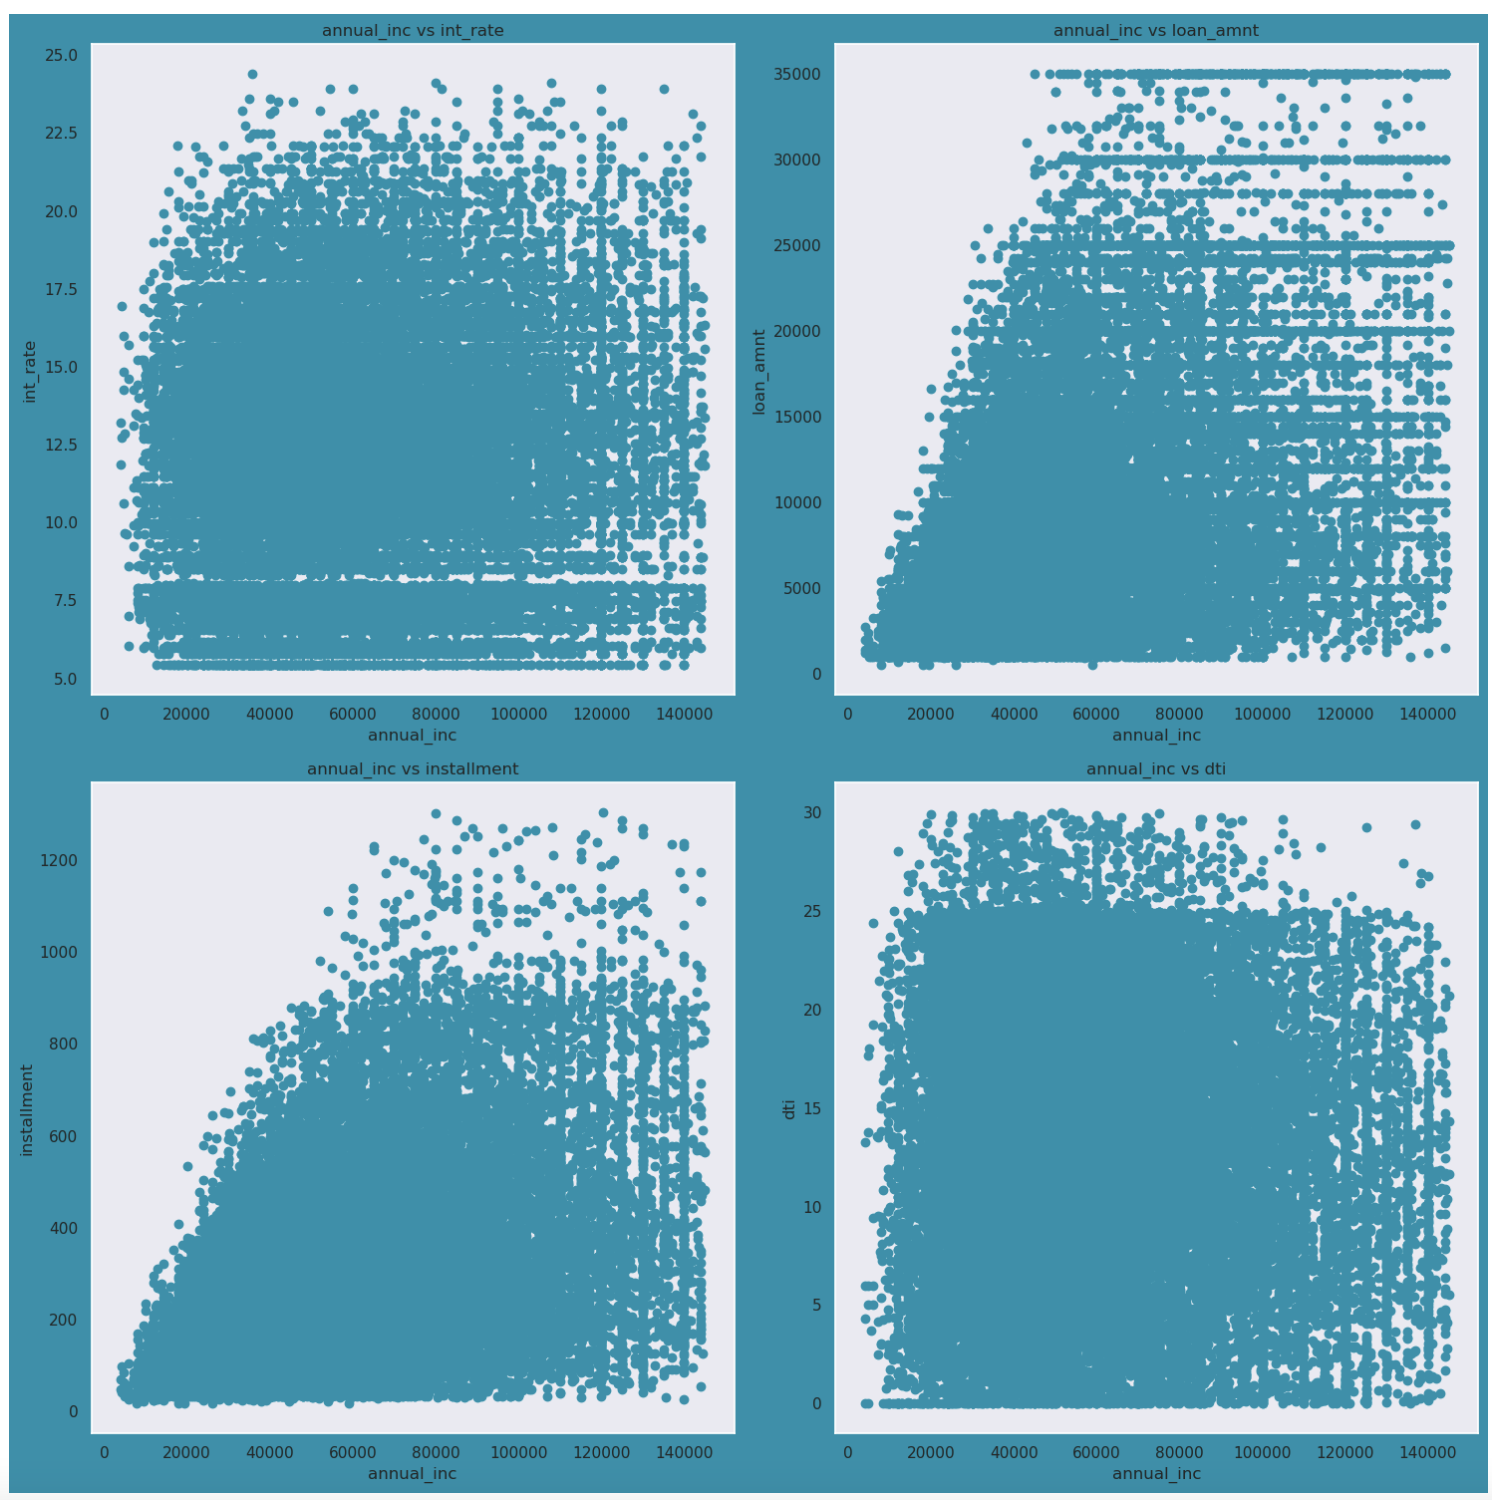 annual_inc vs int_rate
25.0
22.5
20.0
17.5
15.0
12.5
10.0
7.5
5.0
int_rate
0 20000 40000 60000 80000 100000 120000 140000
annual_inc
annual_inc vs loan_amnt
35000
30000
25000
20000
15000
10000
5000
0
loan_amnt
0 20000 40000 60000 80000 100000 120000 140000
annual_inc
annual_inc vs installment
1200
1000
800
600
400
200
0
installment
0 20000 40000 60000 80000 100000 120000 140000
annual_inc
annual_inc vs dti
30
25
20
15
10
5
0
dti
0 20000 40000 60000 80000 100000 120000 140000
annual_inc